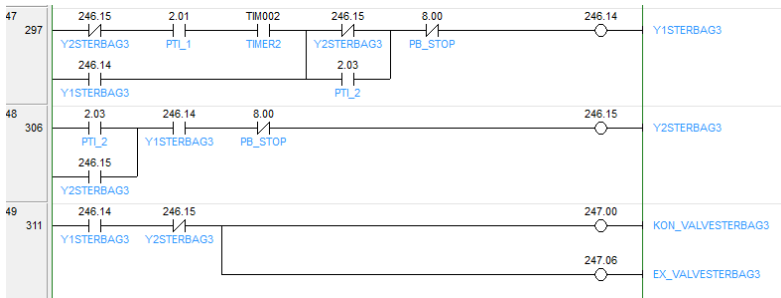 47 246.15 2.01 TIM002 246.15 8.00 246.14
297 Y1STERBAG3
Y2STERBAG3 PTI_1 TIMER2 Y2STERBAG3 PB_STOP
246.14 2.03
Y1STERBAG3 PTI_2
48 2.03 246.14 8.00 246.15
306 Y2STERBAG3
PTI_2 Y1STERBAG3 PB_STOP
246.15
Y2STERBAG3
49 246.14 246.15 247.00
311 KON_VALVESTERBAG3
Y1STERBAG3 Y2STERBAG3
247.06
EX_VALVESTERBAG3